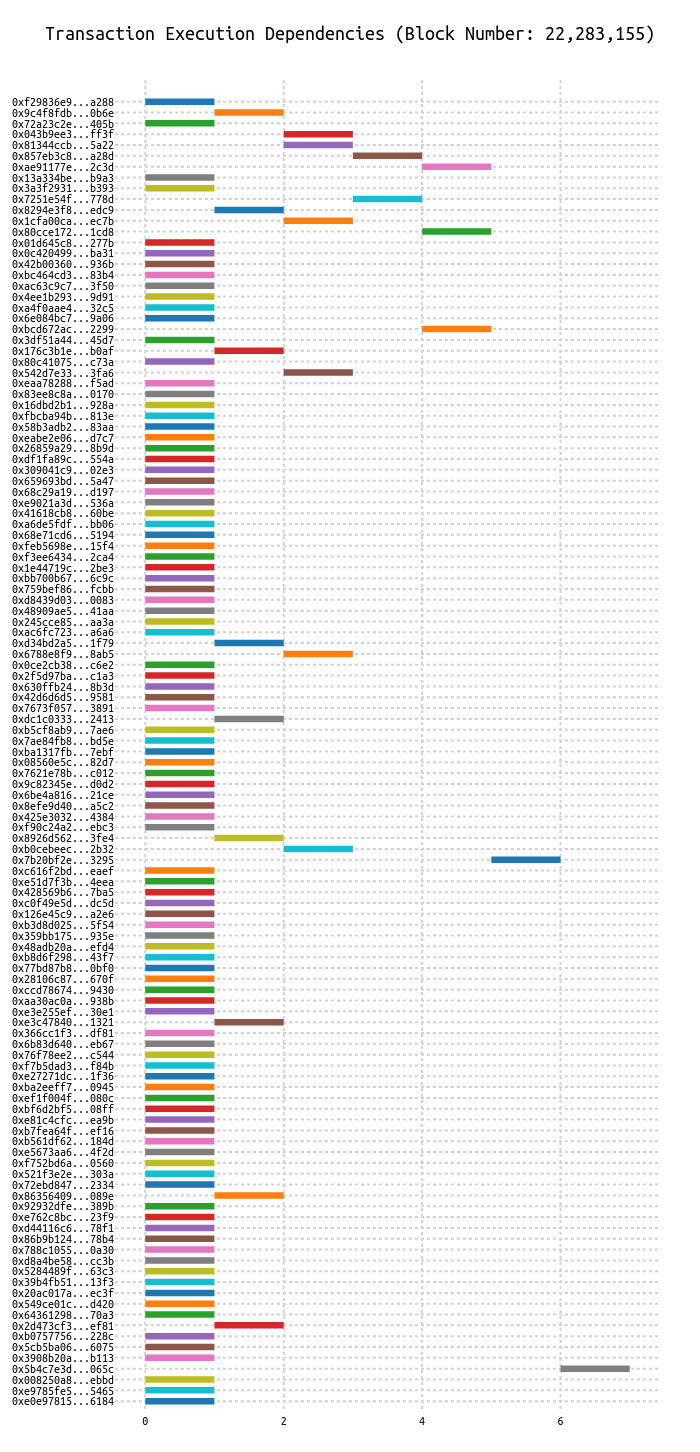 Transaction Execution Dependencies (Block Number: 22,283,155)
0xf29836e9...a288
0x9c4f8fdb...0b6e
0x72a23c2e...405b
0x043b9ee3...ff3f
0x81344ccb...5a22
0x857eb3c8...a28d
0xae91177e...2c3d
0x13a334be...b9a3
0x3a3f2931...b393
0x7251e54f...778d
0x8294e3f8...edc9
0x1cfa00ca...ec7b
0x80cce172...1cd8
0x01d645c8...277b
0x0c420499...ba31
0x42b00360...936b
0xbc464cd3...83b4
0xac63c9c7...3f50
0x4ee1b293...9d91
0xa4f0aae4...32c5
0x6e084bc7...9a06
0xbcd672ac...2299
0x3df51a44...45d7
0x176c3b1e...b0af
0x80c41075...c73a
0x542d7e33...3fa6
0xeaa78288...f5ad
0x83ee8c8a...0170
0x16dbd2b1...928a
0xfbcba94b...813e
0x58b3adb2...83aa
0xeabe2e06...d7c7
0x26859a29...8b9d
0xdf1fa89c...554a
0x309041c9...02e3
0x659693bd...5a47
0x68c29a19...d197
0xe9021a3d...536a
0x41618cb8...60be
0xa6de5fdf...bb06
0x68e71cd6...5194
0xfeb5698e...15f4
0xf3ee6434...2ca4
0x1e44719c...2be3
0xbb700b67...6c9c
0x759bef86...fcbb
0xd8439d03...0083
0x48909ae5...41aa
0x245cce85...aa3a
0xac6fc723...a6a6
0xd34bd2a5...1f79
0x6788e8f9...8ab5
0x0ce2cb38...c6e2
0x2f5d97ba...c1a3
0x630ffb24...8b3d
0x42d6d6d5...9581
0x7673f057...3891
0xdc1c0333...2413
0xb5cf8ab9...7ae6
0x7ae84fb8...bd5e
0xba1317fb...7ebf
0x08560e5c...82d7
0x7621e78b...c012
0x9c82345e...d0d2
0x6be4a816...21ce
0x8efe9d40...a5c2
0x425e3032...4384
0xf90c24a2...ebc3
0x8926d562...3fe4
0xb0cebeec...2b32
0x7b20bf2e...3295
0xc616f2bd...eaef
0xe51d7f3b...4eea
0x428569b6...7ba5
0xc0f49e5d...dc5d
0x126e45c9...a2e6
0xb3d8d025...5f54
0x359bb175...935e
0x48adb20a...efd4
0xb8d6f298...43f7
0x77bd87b8...0bf0
0x28106c87...670f
0xccd78674...9430
0xaa30ac0a...938b
0xe3e255ef...30e1
0xe3c47840...1321
0x366cc1f3...df81
0x6b83d640...eb67
0x76f78ee2...c544
0xf7b5dad3...f84b
0xe27271dc...1f36
0xba2eeff7...0945
0xef1f004f...080c
0xbf6d2bf5...08ff
0xe81c4cfc...ea9b
0xb7fea64f...ef16
0xb561df62...184d
0xe5673aa6...4f2d
0xf752bd6a...0560
0x521f3e2e...303a
0x72ebd847...2334
0x86356409...089e
0x92932dfe...389b
0xe762c8bc...23f9
0xd44116c6...78f1
0x86b9b124...78b4
0x788c1055...0a30
0xd8a4be58...cc3b
0x5284489f...63c3
0x39b4fb51...13f3
0x20ac017a...ec3f
0x549ce01c...d420
0x64361298...70a3
0x2d473cf3...ef81
0xb0757756...228c
0x5cb5ba06...6075
0x3908b20a...b113
0x5b4c7e3d...065c
0x008250a8...ebbd
0xe9785fe5...5465
0xe0e97815...6184
0 2 4 6